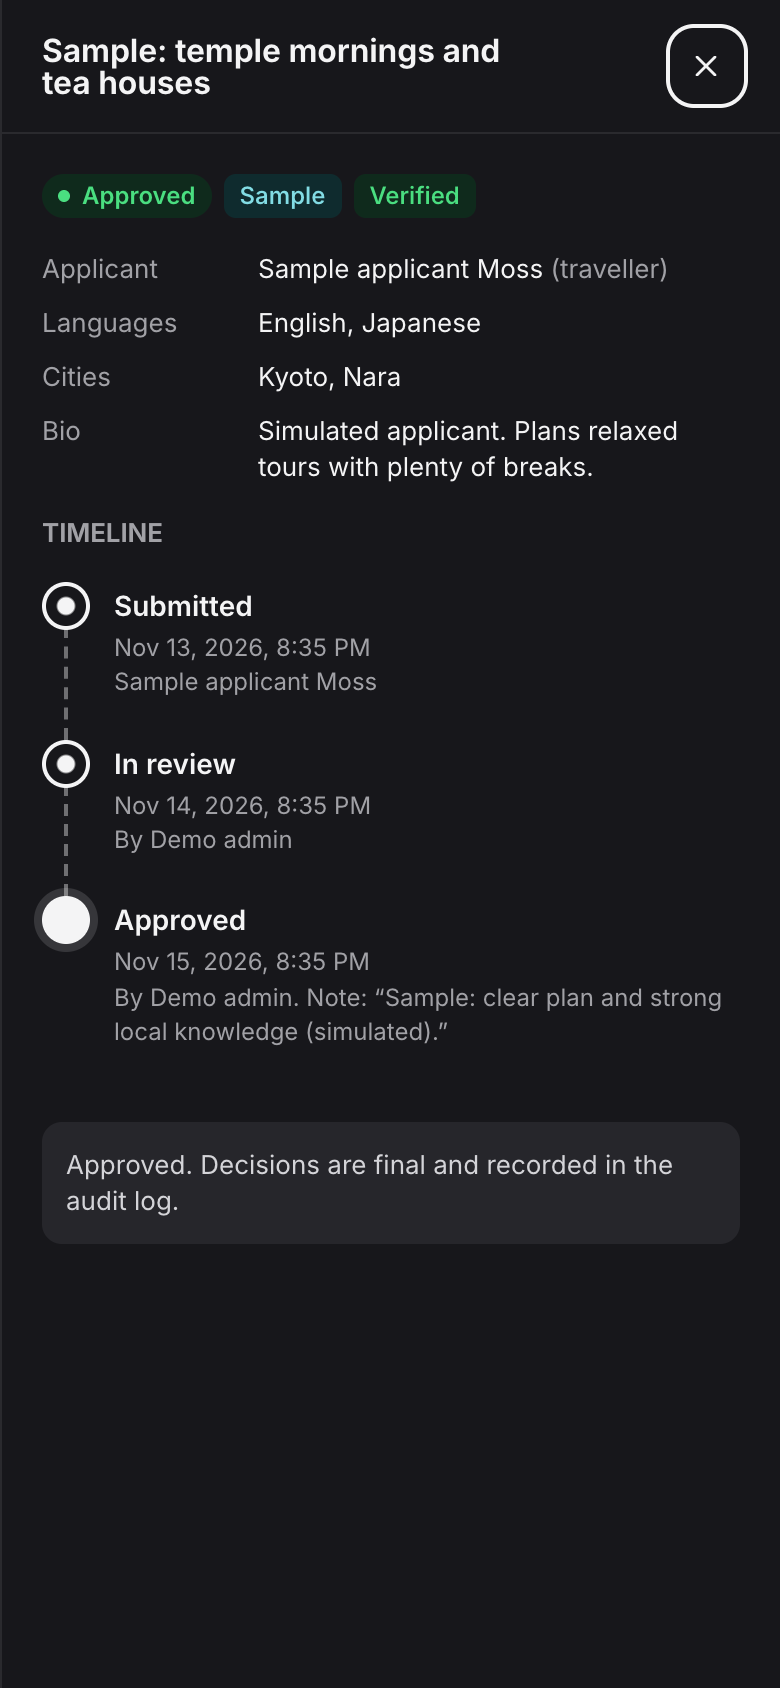 Sample: temple mornings and
tea houses
Approved Sample Verified
Applicant Sample applicant Moss (traveller)
Languages English, Japanese
Cities Kyoto, Nara
Bio Simulated applicant. Plans relaxed
tours with plenty of breaks.
TIMELINE
Submitted
Nov 13, 2026, 8:35 PM
Sample applicant Moss
In review
Nov 14, 2026, 8:35 PM
By Demo admin
Approved
Nov 15, 2026, 8:35 PM
By Demo admin. Note: “Sample: clear plan and strong
local knowledge (simulated).”
Approved. Decisions are final and recorded in the
audit log.